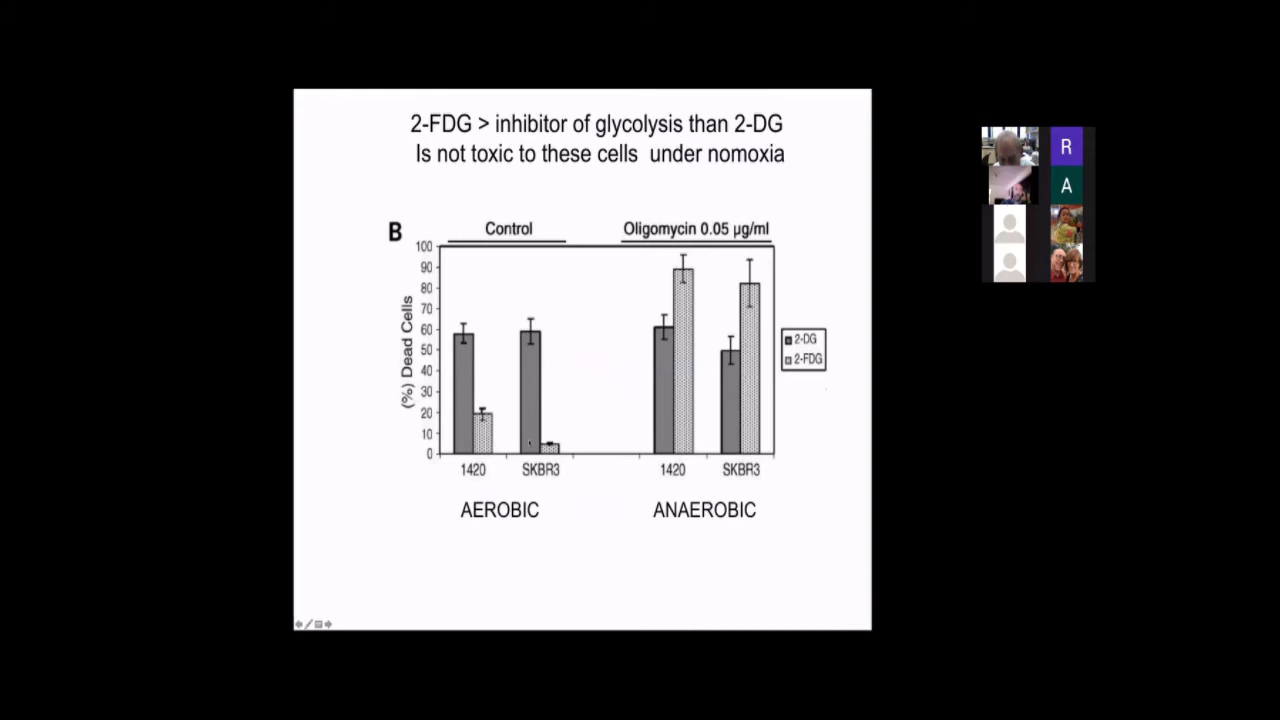 2-FDG > inhibitor of glycolysis than 2-DG
Is not toxic to these cells under nomoxia
B
Control
Oligomycin 0.05 µg/ml
(%) Dead Cells
100
90
80
70
60
50
40
30
20
10
0
2-DG
2-FDG
1420
SKBR3
1420
SKBR3
AEROBIC
ANAEROBIC
R
A